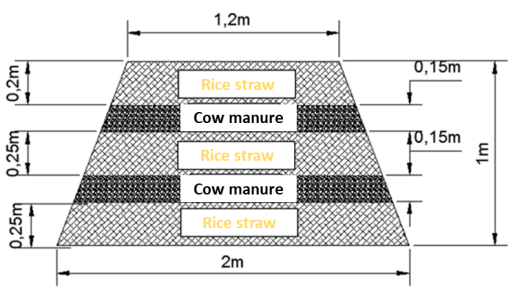 1,2m
0,2m
Rice straw
0,15m
Cow manure
0,25m
Rice straw
0,15m
1m
Cow manure
0,25m
Rice straw
2m